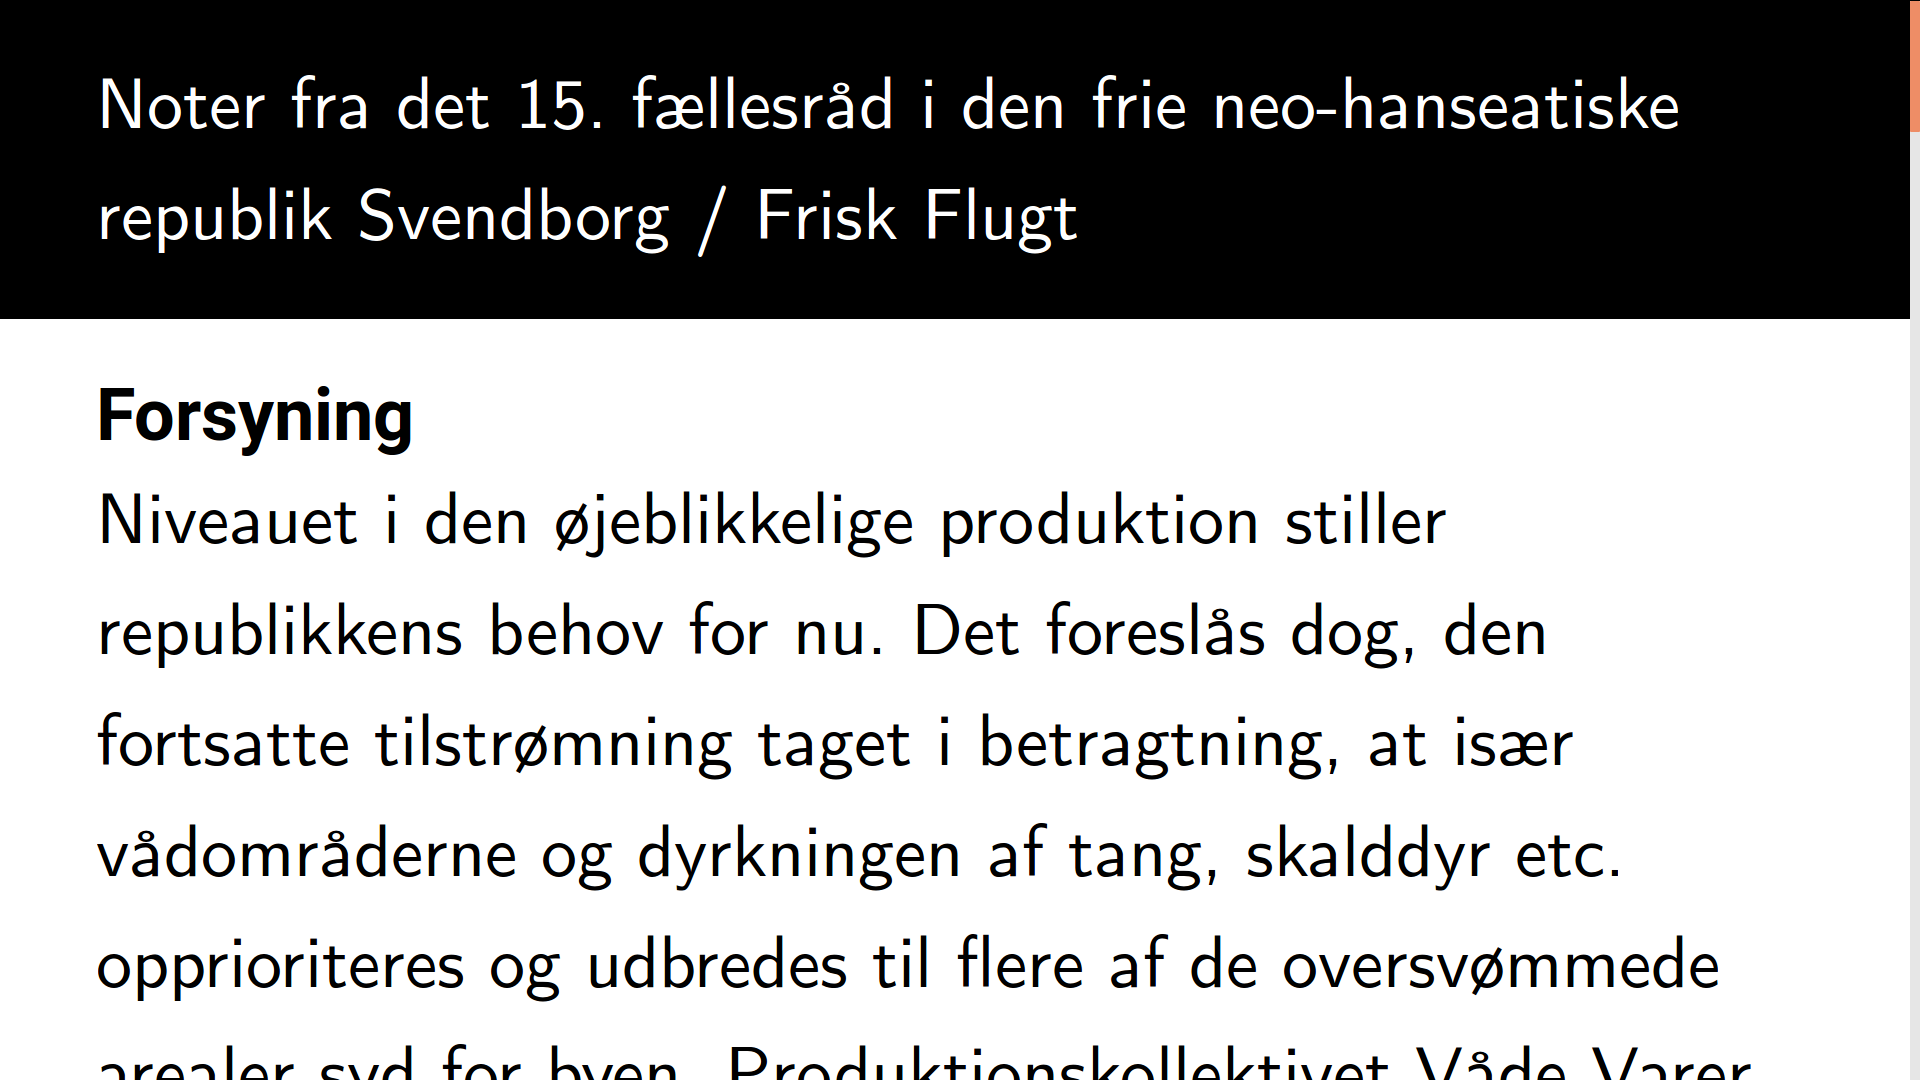 Noter fra det 15. fællesråd i den frie neo-hanseatiske
republik Svendborg / Frisk Flugt
Forsyning
Niveauet i den øjeblikkelige produktion stiller
republikkens behov for nu. Det foreslås dog, den
fortsatte tilstrømning taget i betragtning, at især
vådområderne og dyrkningen af tang, skalddyr etc.
opprioriteres og udbredes til flere af de oversvømmede
arealer syd for byen. Produktionskollektivet Våde Varer